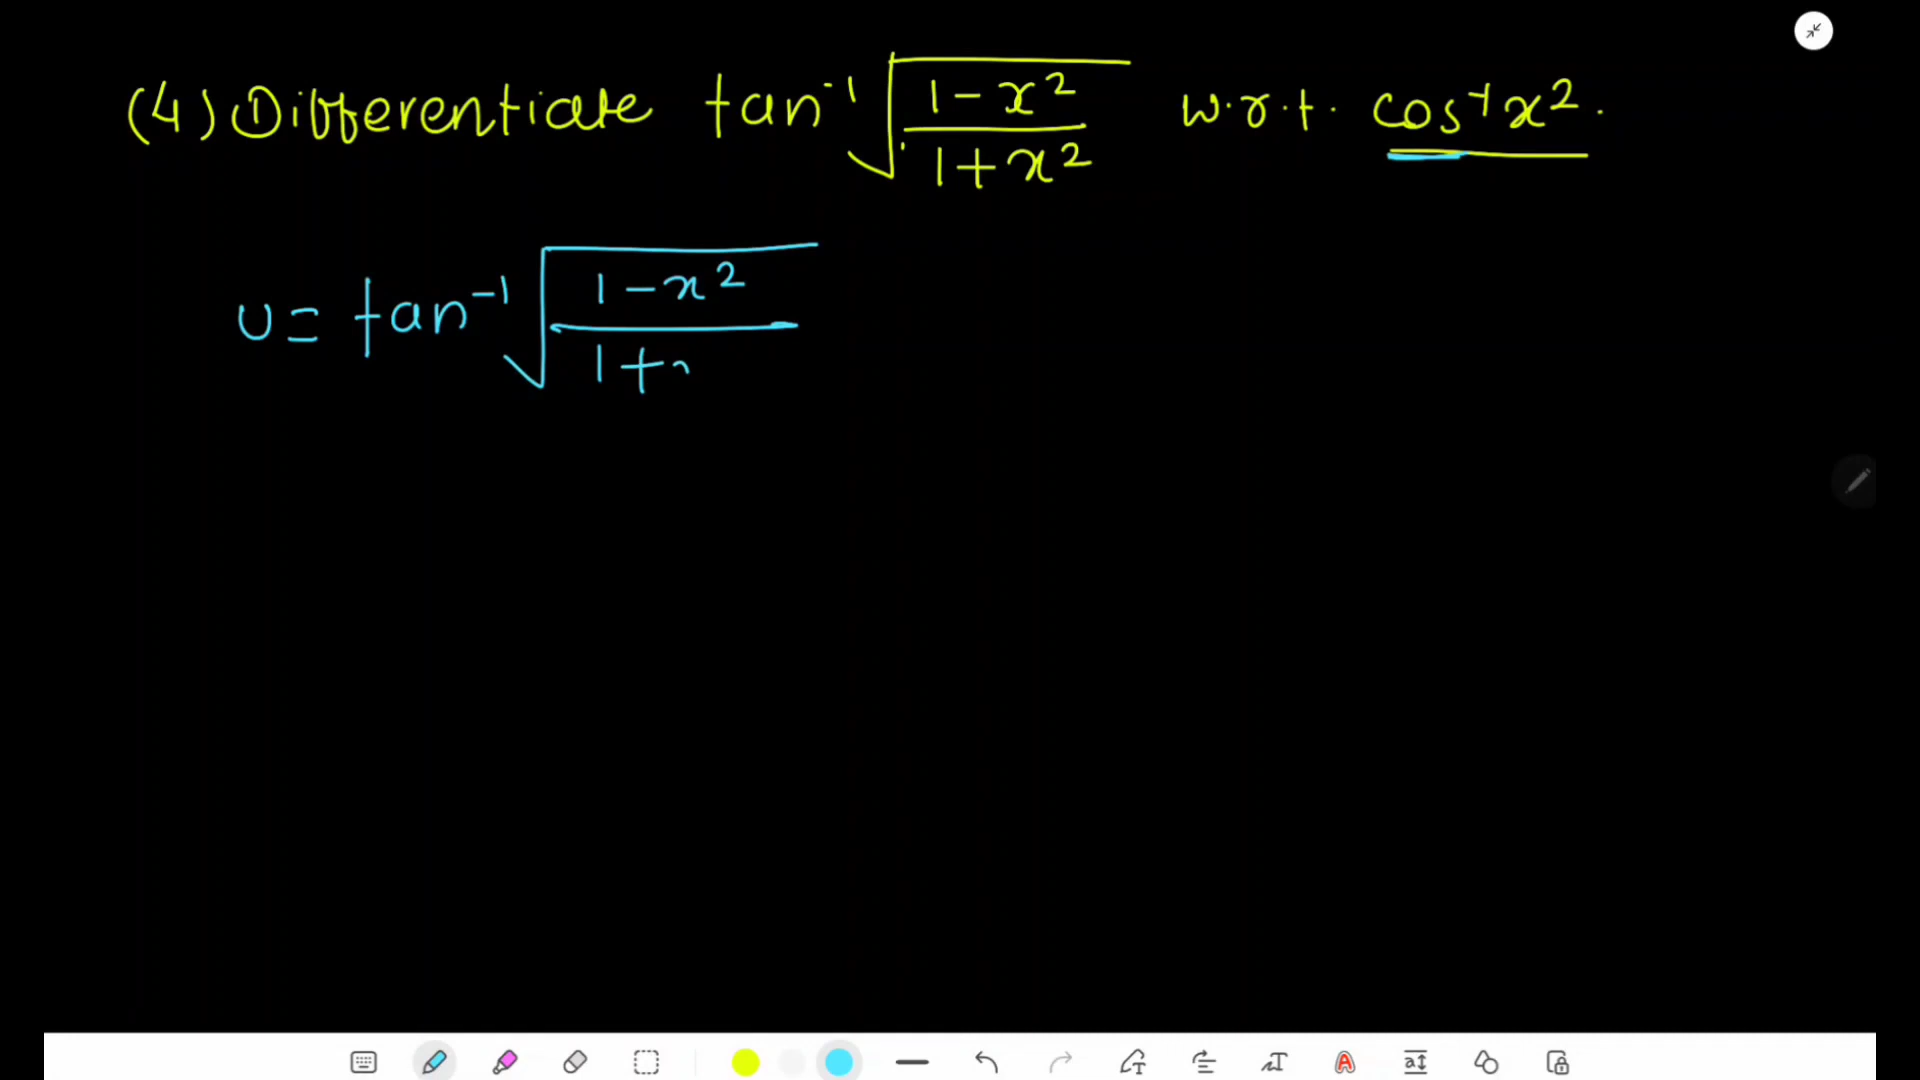 (4) Differentiate tan⁻¹ √((1-x²)/(1+x²)) w.r.t. cos⁻¹x².
u = tan⁻¹ √((1-x²)/(1+